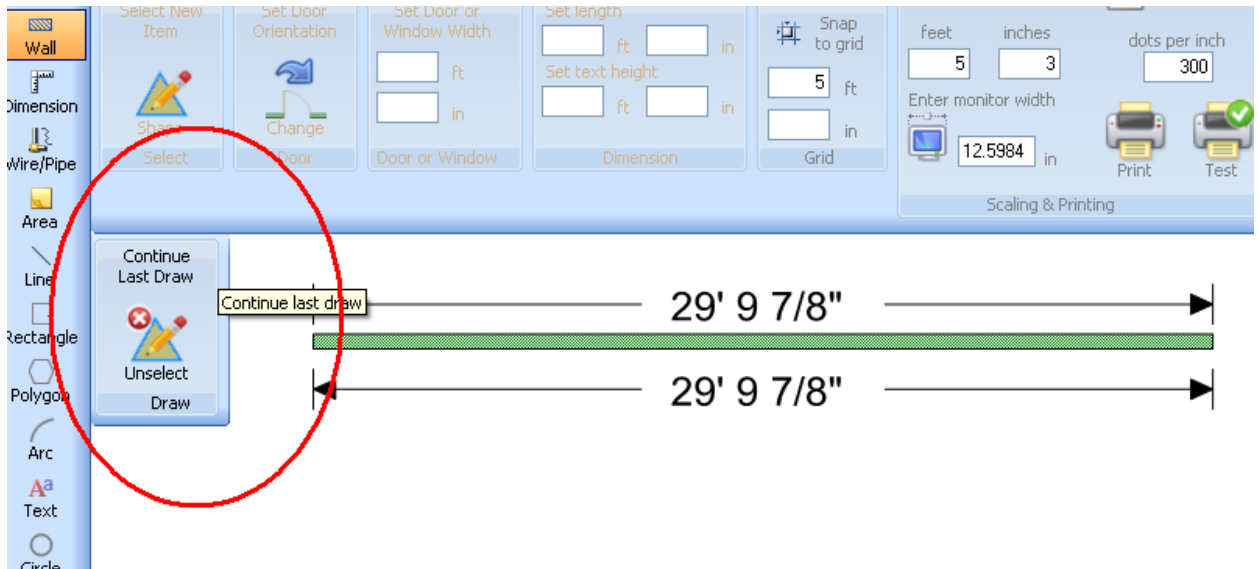 Wall
Dimension
Wire/Pipe
Area
Line
Rectangle
Polygon
Arc
Text
Circle
Select New
Item
Shape
Select
Set Door
Orientation
Change
Door
Set Door or
Window Width
ft
in
Door or Window
Set length
ft in
Set text height
ft in
Dimension
Snap
to grid
5 ft
in
Grid
feet inches
5 3
Enter monitor width
12.5984 in
dots per inch
300
Print Test
Scaling & Printing
Continue
Last Draw
Unselect
Draw
Continue last draw
29' 9 7/8"
29' 9 7/8"